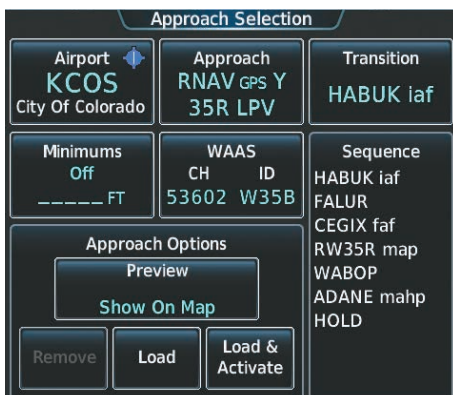 Approach Selection
Airport
KCOS
City Of Colorado
Approach
RNAV GPS Y
35R LPV
Transition
HABUK iaf
Minimums
Off
_____FT
WAAS
CH ID
53602 W35B
Sequence
HABUK iaf
FALUR
CEGIX faf
RW35R map
WABOP
ADANE mahp
HOLD
Approach Options
Preview
Show On Map
Remove
Load
Load &
Activate